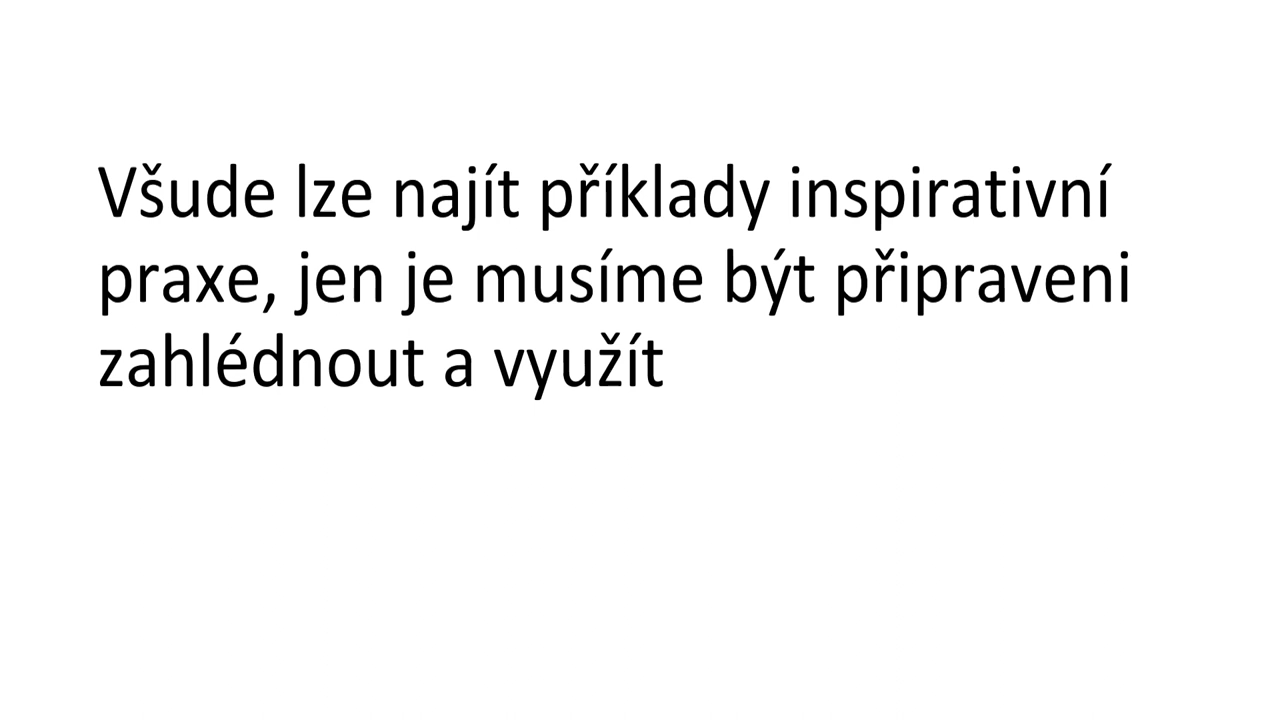 Všude lze najít příklady inspirativní
praxe, jen je musíme být připraveni
zahlédnout a využít